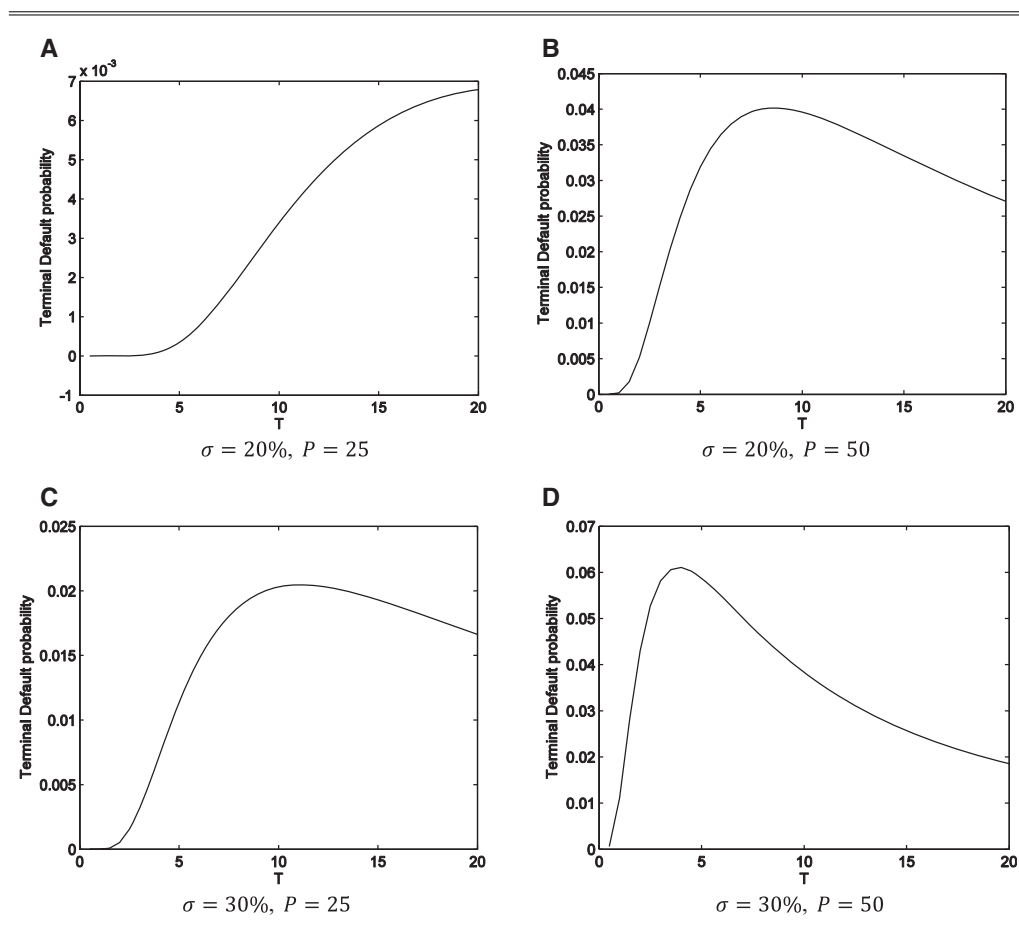 A
x 10⁻³
Terminal Default probability
7
6
5
4
3
2
1
0
-1
0 5 10 15 20
T
σ = 20%, P = 25
B
Terminal Default probability
0.045
0.04
0.035
0.03
0.025
0.02
0.015
0.01
0.005
0
0 5 10 15 20
T
σ = 20%, P = 50
C
Terminal Default probability
0.025
0.02
0.015
0.01
0.005
0
0 5 10 15 20
T
σ = 30%, P = 25
D
Terminal Default probability
0.07
0.06
0.05
0.04
0.03
0.02
0.01
0
0 5 10 15 20
T
σ = 30%, P = 50